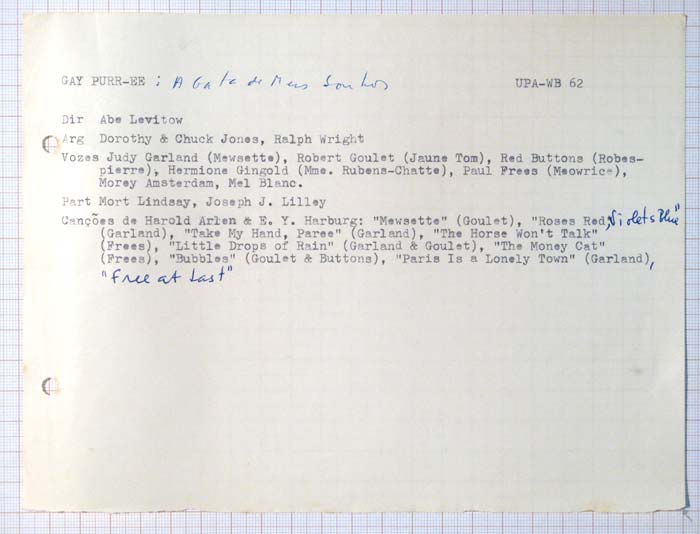 GAY PURR-EE : A Gata de Meus Sonhos UPA-WB 62
Dir Abe Levitow
Arg Dorothy & Chuck Jones, Ralph Wright
Vozes Judy Garland (Mewsette), Robert Goulet (Jaune Tom), Red Buttons (Robes-
pierre), Hermione Gingold (Mme. Rubens-Chatte), Paul Frees (Meowrice),
Morey Amsterdam, Mel Blanc.
Part Mort Lindsay, Joseph J. Lilley
Canções de Harold Arlen & E. Y. Harburg: "Mewsette" (Goulet), "Roses Red, Violets Blue"
(Garland), "Take My Hand, Paree" (Garland), "The Horse Won't Talk"
(Frees), "Little Drops of Rain" (Garland & Goulet), "The Money Cat"
(Frees), "Bubbles" (Goulet & Buttons), "Paris Is a Lonely Town" (Garland),
"Free at Last"